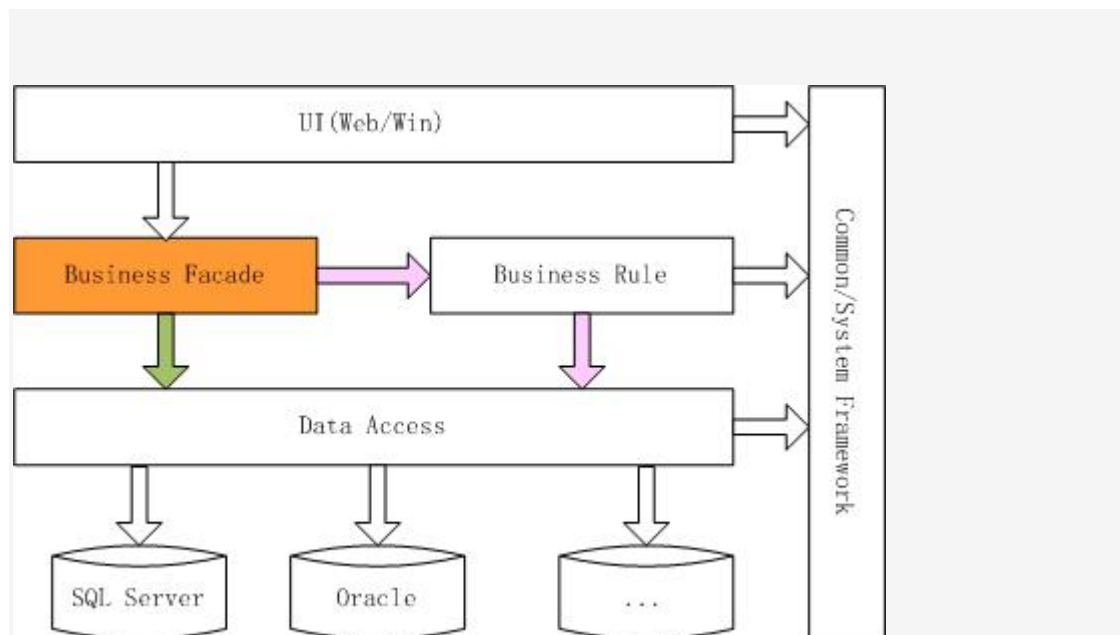 UI(Web/Win)
Business Facade
Business Rule
Common/System Framework
Data Access
SQL Server
Oracle
...